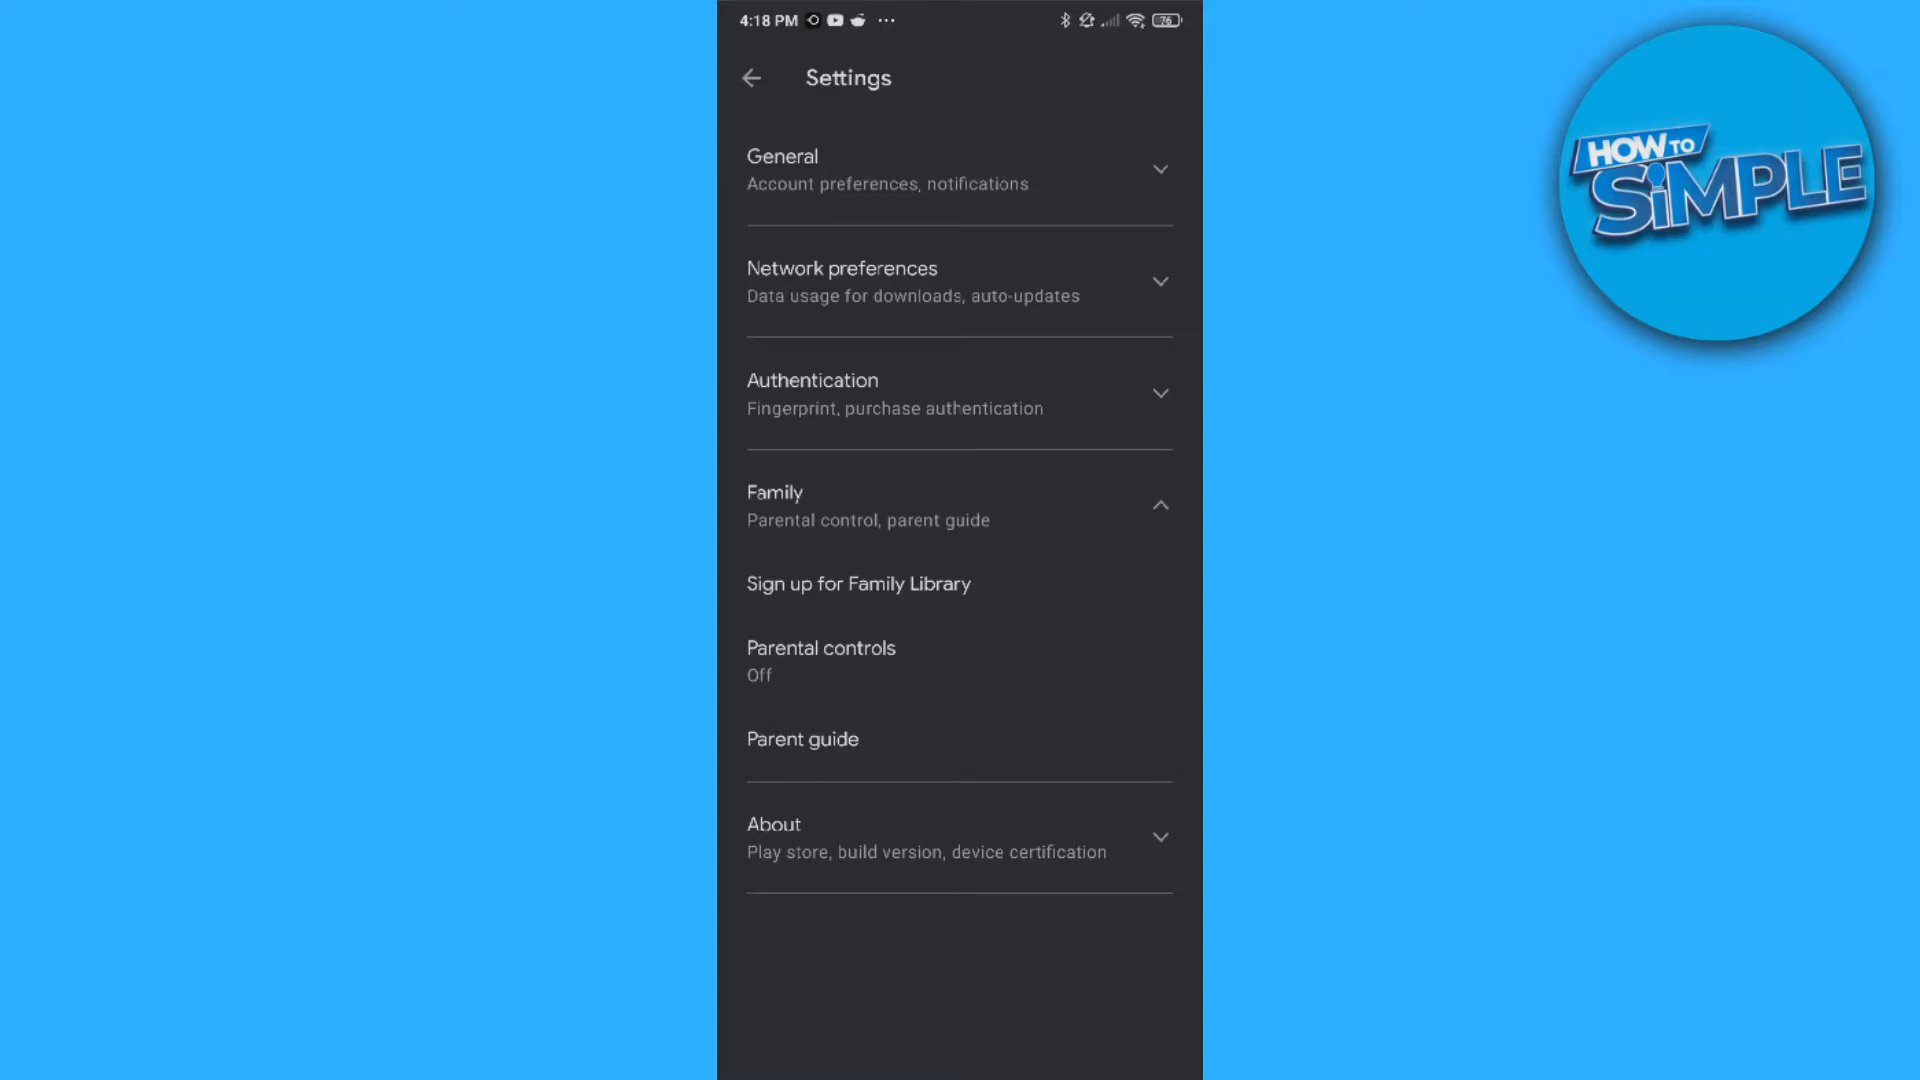 4:18 PM
76
Settings
General
Account preferences, notifications
Network preferences
Data usage for downloads, auto-updates
Authentication
Fingerprint, purchase authentication
Family
Parental control, parent guide
Sign up for Family Library
Parental controls
Off
Parent guide
About
Play store, build version, device certification
HOW TO
SiMPLE